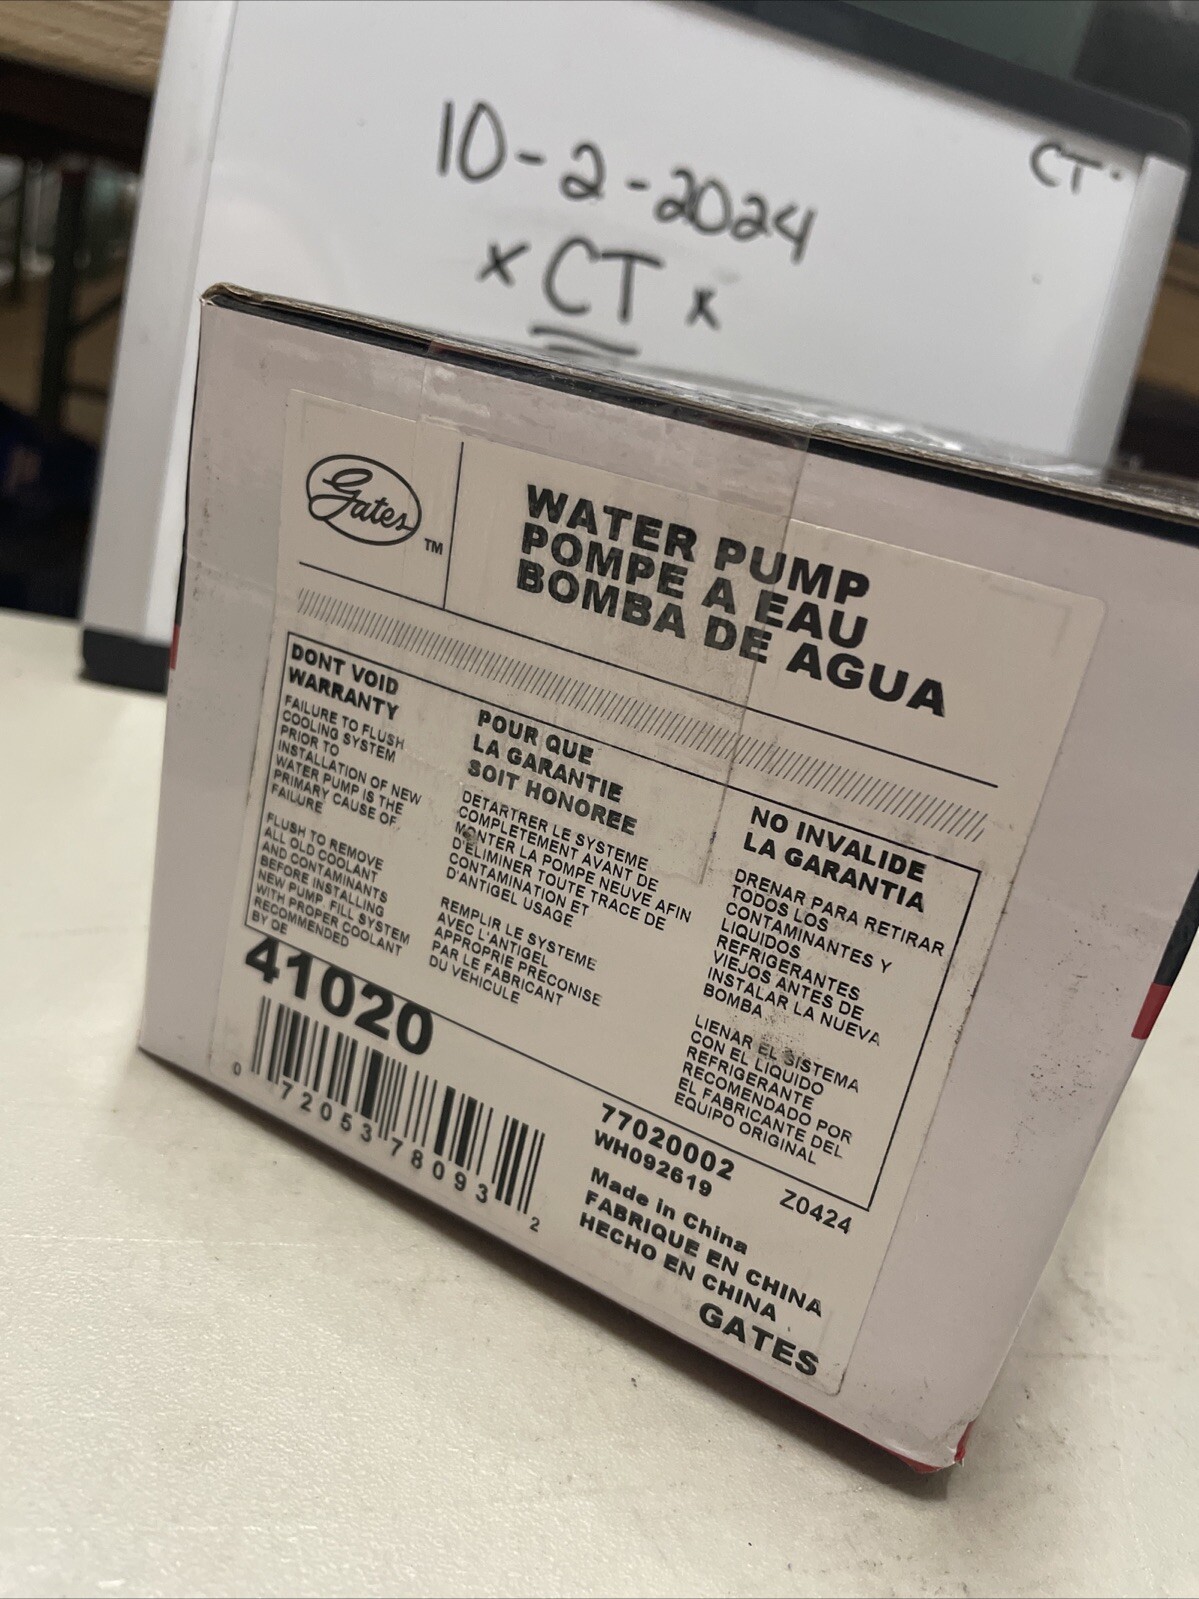 10-2-2024
CT.
x CT x
Gates TM
WATER PUMP
POMPE A EAU
BOMBA DE AGUA
DONT VOID
WARRANTY
FAILURE TO FLUSH
COOLING SYSTEM
PRIOR TO
INSTALLATION OF NEW
WATER PUMP IS THE
PRIMARY CAUSE OF
FAILURE
FLUSH TO REMOVE
ALL OLD COOLANT
AND CONTAMINANTS
BEFORE INSTALLING
NEW PUMP. FILL SYSTEM
WITH PROPER COOLANT
RECOMMENDED
BY OE
POUR QUE
LA GARANTIE
SOIT HONOREE
DETARTRER LE SYSTEME
COMPLETEMENT AVANT DE
MONTER LA POMPE NEUVE AFIN
D'ELIMINER TOUTE TRACE DE
CONTAMINATION ET
D'ANTIGEL USAGE
REMPLIR LE SYSTEME
AVEC L'ANTIGEL
APPROPRIE PRECONISE
PAR LE FABRICANT
DU VEHICULE
NO INVALIDE
LA GARANTIA
DRENAR PARA RETIRAR
TODOS LOS
CONTAMINANTES Y
LIQUIDOS
REFRIGERANTES
VIEJOS ANTES DE
INSTALAR LA NUEVA
BOMBA
LIENAR EL SISTEMA
CON EL LIQUIDO
REFRIGERANTE
RECOMENDADO POR
EL FABRICANTE DEL
EQUIPO ORIGINAL
41020
0 72053 78093 2
77020002
WH092619
Z0424
Made in China
FABRIQUE EN CHINA
HECHO EN CHINA
GATES